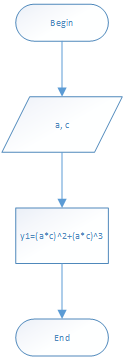 Begin
a, c
y1=(a*c)^2+(a*c)^3
End